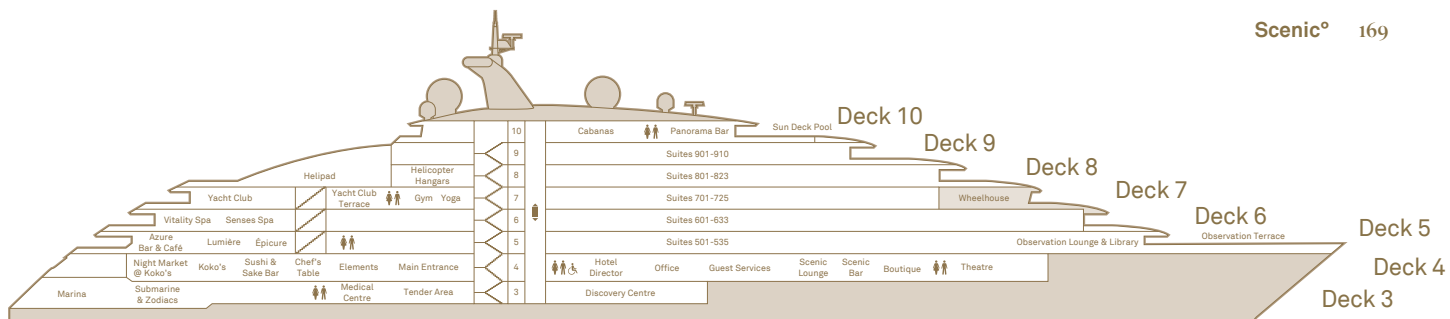 Scenic° 169
Deck 10
Cabanas
Panorama Bar
Sun Deck Pool
10
Deck 9
9
Suites 901-910
Deck 8
Helipad
Helicopter
Hangars
8
Suites 801-823
Deck 7
Yacht Club
Yacht Club
Terrace
Gym
Yoga
7
Suites 701-725
Wheelhouse
Deck 6
Vitality Spa
Senses Spa
6
Suites 601-633
Deck 5
Azure
Bar & Café
Lumiére
Épicure
5
Suites 501-535
Observation Lounge & Library
Observation Terrace
Deck 4
Night Market
@ Koko's
Koko's
Sushi &
Sake Bar
Chef's
Table
Elements
Main Entrance
4
Hotel
Director
Office
Guest Services
Scenic
Lounge
Scenic
Bar
Boutique
Theatre
Deck 3
Marina
Submarine
& Zodiacs
Medical
Centre
Tender Area
3
Discovery Centre